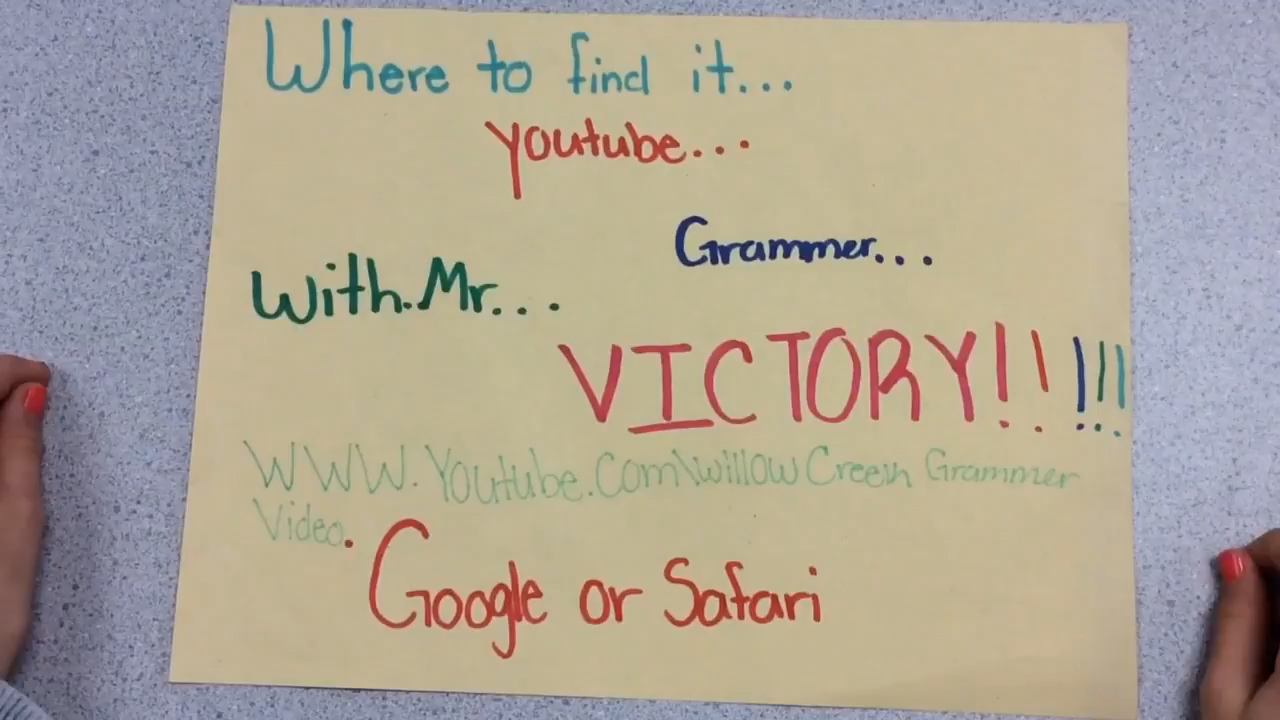 Where to find it...
youtube...
Grammer...
With.Mr...
VICTORY!!!!!
WWW.Youtube.Com\willow Creek Grammer
Video.
Google or Safari